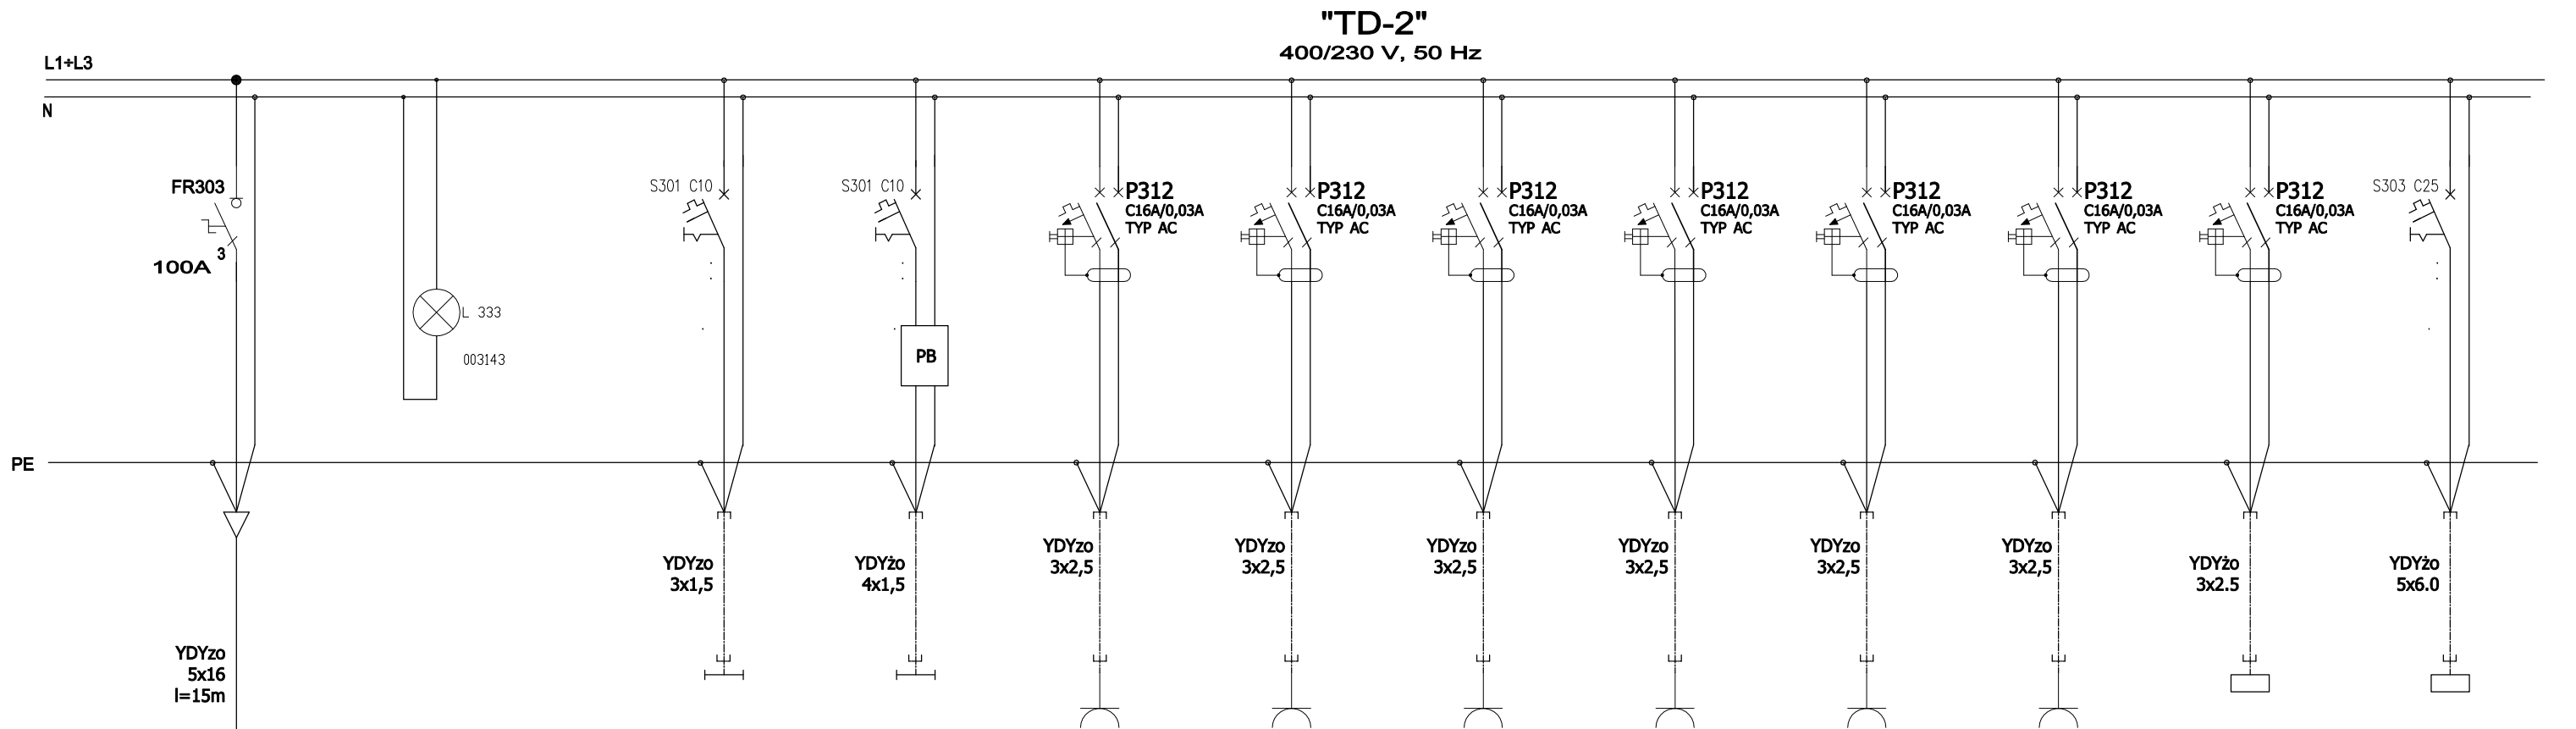 "TD-2"
400/230 V, 50 Hz
L1÷L3
N
FR303
3
100A
L 333
003143
S301 C10
S301 C10
PB
P312
C16A/0,03A
TYP AC
P312
C16A/0,03A
TYP AC
P312
C16A/0,03A
TYP AC
P312
C16A/0,03A
TYP AC
P312
C16A/0,03A
TYP AC
P312
C16A/0,03A
TYP AC
P312
C16A/0,03A
TYP AC
S303 C25
PE
YDYzo
5x16
l=15m
YDYzo
3x1,5
YDYżo
4x1,5
YDYzo
3x2,5
YDYzo
3x2,5
YDYzo
3x2,5
YDYzo
3x2,5
YDYzo
3x2,5
YDYzo
3x2,5
YDYżo
3x2.5
YDYżo
5x6.0